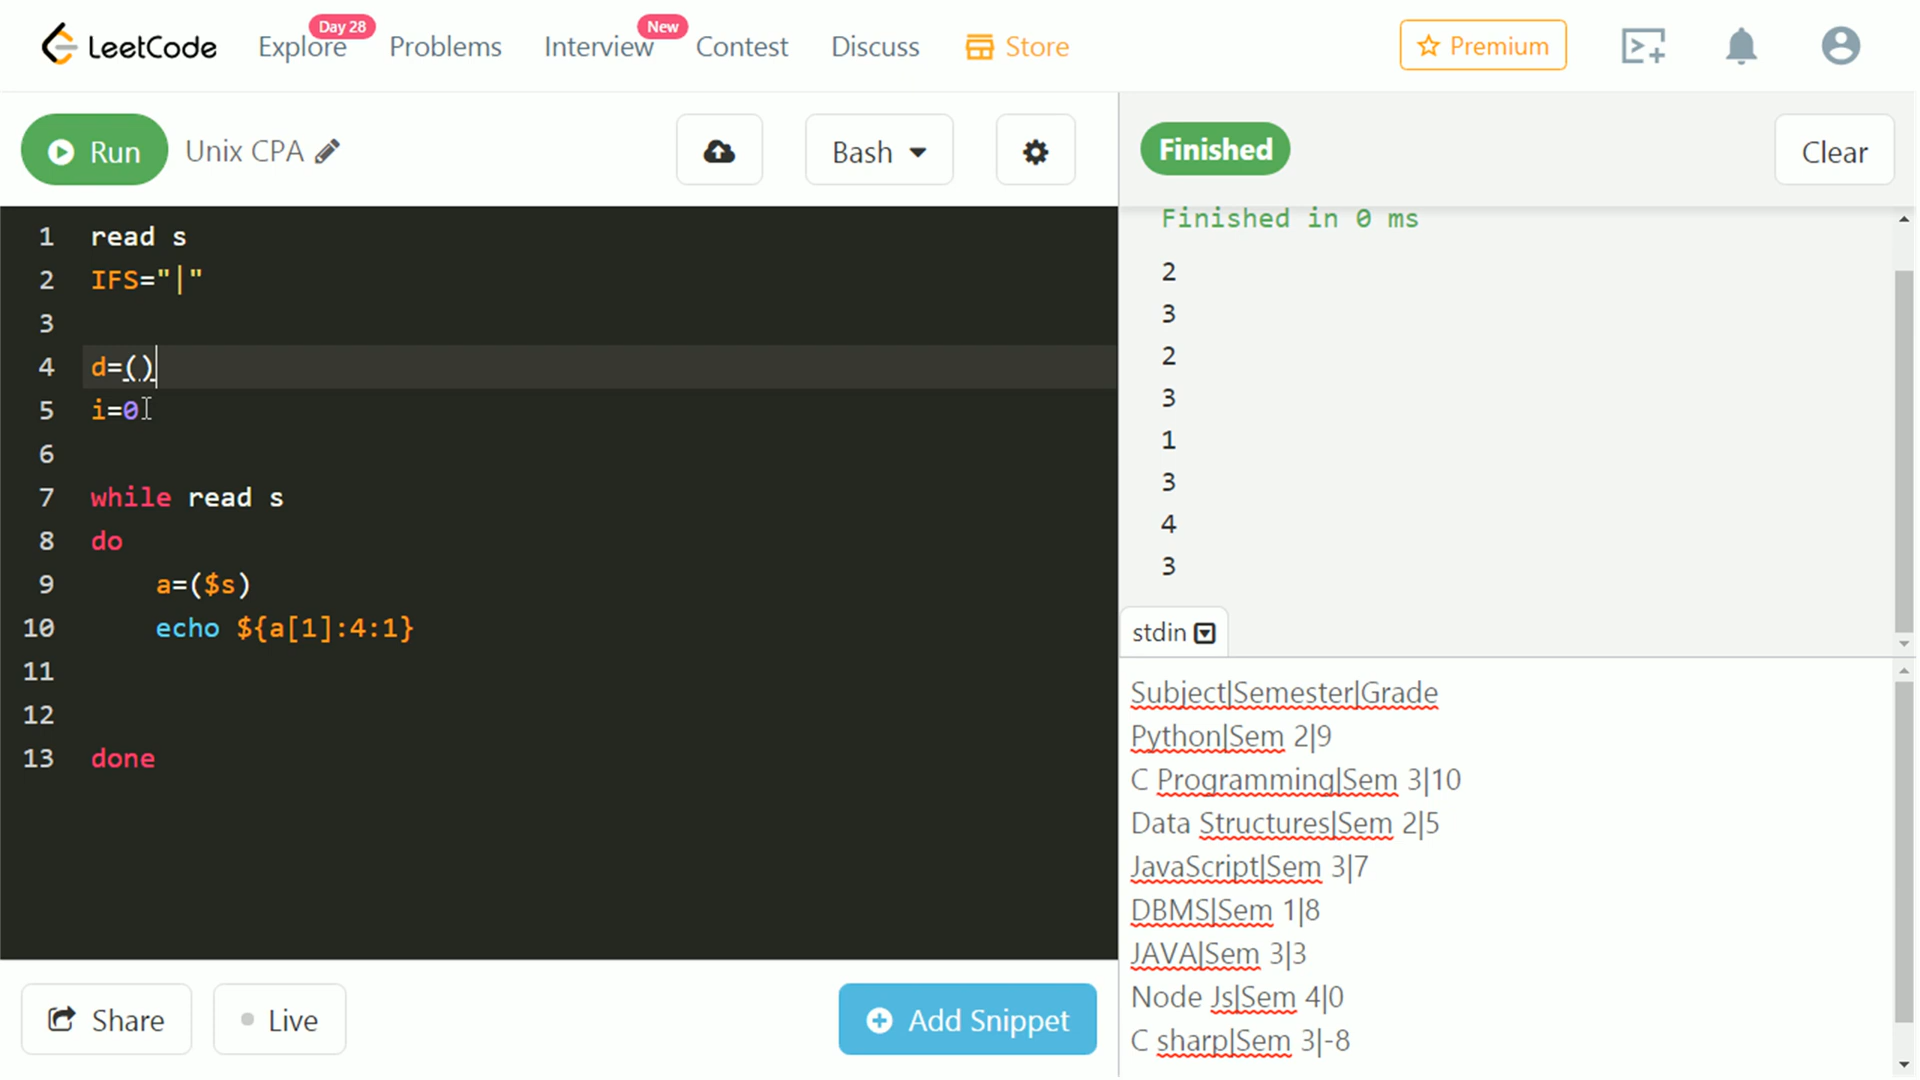 LeetCode Explore Day 28 Problems Interview New Contest Discuss Store Premium
Run Unix CPA Bash Finished Clear
1 read s
2 IFS="|"
3
4 d=()
5 i=0
6
7 while read s
8 do
9 a=($s)
10 echo ${a[1]:4:1}
11
12
13 done
Finished in 0 ms
2
3
2
3
1
3
4
3
stdin
Subject|Semester|Grade
Python|Sem 2|9
C Programming|Sem 3|10
Data Structures|Sem 2|5
JavaScript|Sem 3|7
DBMS|Sem 1|8
JAVA|Sem 3|3
Node Js|Sem 4|0
C sharp|Sem 3|-8
Share Live Add Snippet